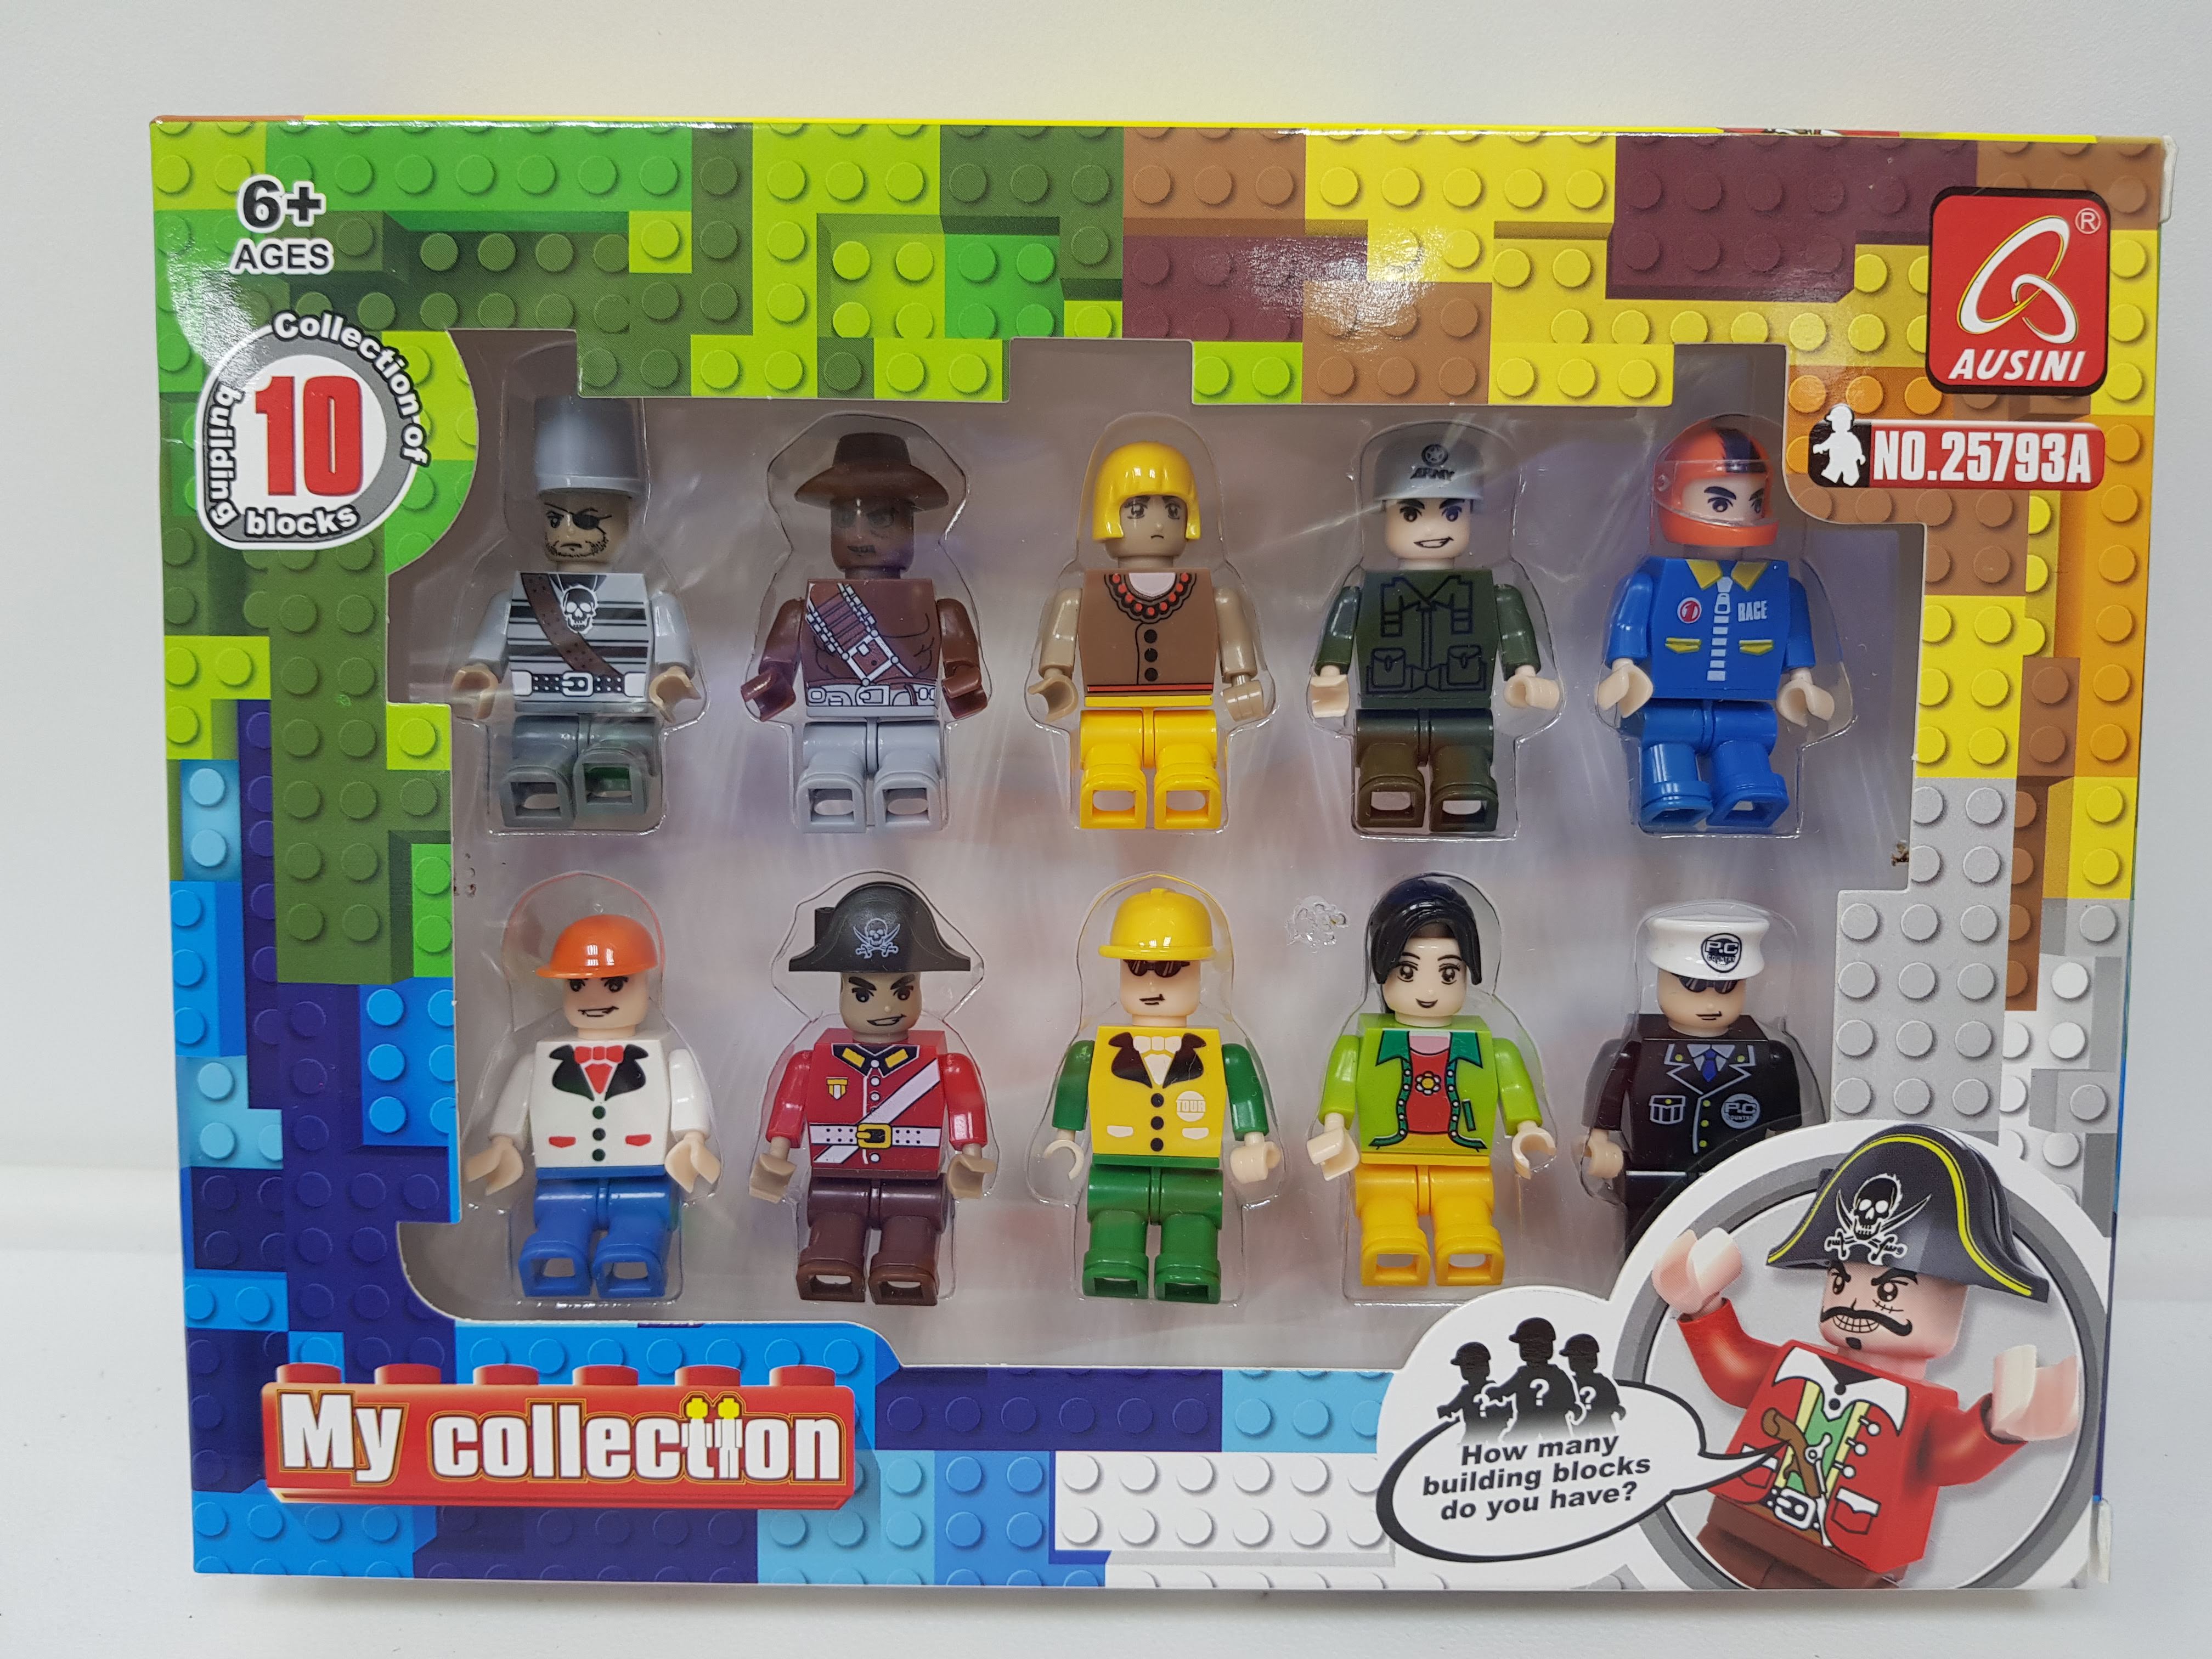 6+
AGES
Collection of
10
building
blocks
®
AUSINI
NO.25793A
ARMY
1
RACE
P.C
COUNTRY
TOUR
P.C
My collection
? ? ?
How many
building blocks
do you have?